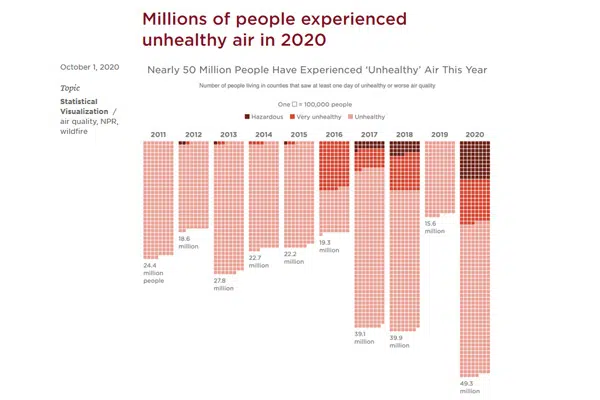 Millions of people experienced
unhealthy air in 2020
October 1, 2020
Topic
Statistical
Visualization /
air quality, NPR,
wildfire
Nearly 50 Million People Have Experienced ‘Unhealthy’ Air This Year
Number of people living in counties that saw at least one day of unhealthy or worse air quality
One □ = 100,000 people
Hazardous Very unhealthy Unhealthy
2011 2012 2013 2014 2015 2016 2017 2018 2019 2020
24.4
million
people
18.6
million
27.8
million
22.7
million
22.2
million
19.3
million
39.1
million
39.9
million
15.6
million
49.3
million